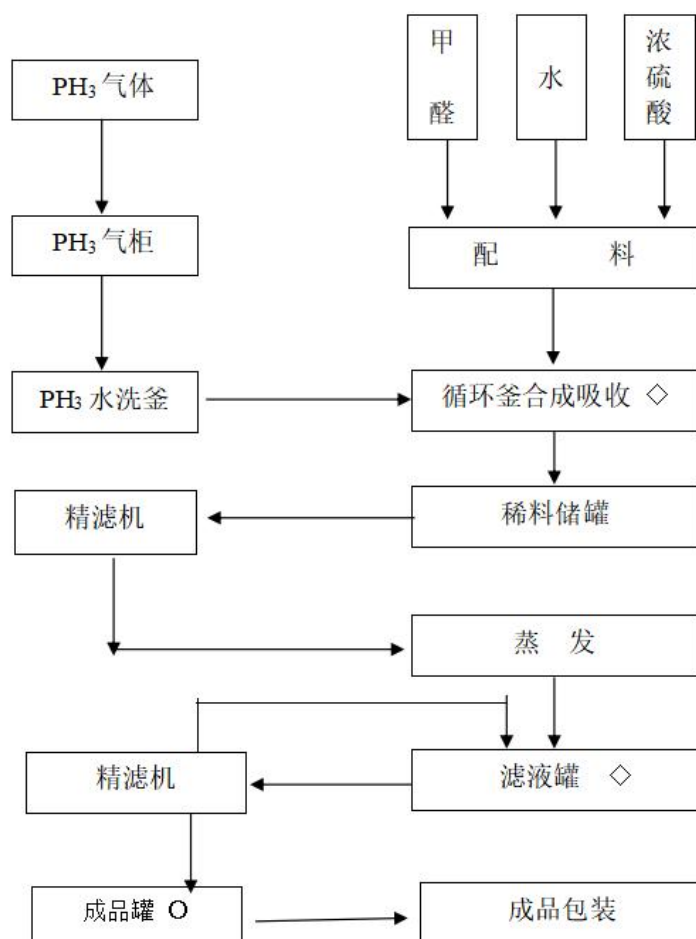 甲醛
水
浓硫酸
PH₃气体
PH₃气柜
配 料
PH₃水洗釜
循环釜合成吸收 ◇
精滤机
稀料储罐
蒸 发
精滤机
滤液罐 ◇
成品罐 O
成品包装